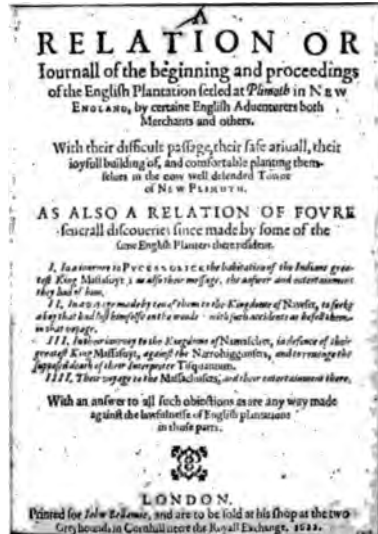 A
RELATION OR
Iournall of the beginning and proceedings
of the English Plantation setled at Plimoth in NEW
ENGLAND, by certaine English Aduenturers both
Merchants and others.
With their difficult passage, their safe ariuall, their
ioyfull building of, and comfortable planting them-
selues in the now well defended Towne
of NEW PLIMOTH.
AS ALSO A RELATION OF FOVRE
seuerall discoueries since made by some of the
same English Planters there resident.
I. In a iourney to PVCKANOKICK the habitation of the Indians grea-
test King Massasoyt: as also their message, the answer and entertainment
they had of him.
II. In a voyage made by ten of them to the Kingdome of Nawset, to seeke
a boy that had lost himselfe in the woods: with such accidents as befell them
in that voyage.
III. In their iourney to the Kingdome of Namaschet, in defence of their
greatest King Massasoyt, against the Narrohiggonsets, and to reuenge the
supposed death of their Interpreter Tisquantum.
IIII. Their voyage to the Massachusets, and their entertainment there.
With an answer to all such obiections as are any way made
against the lawfulnesse of English plantations
in those parts.
LONDON,
Printed for Iohn Bellamie, and are to be sold at his shop at the two
Greyhounds in Cornhill neere the Royall Exchange. 1622.